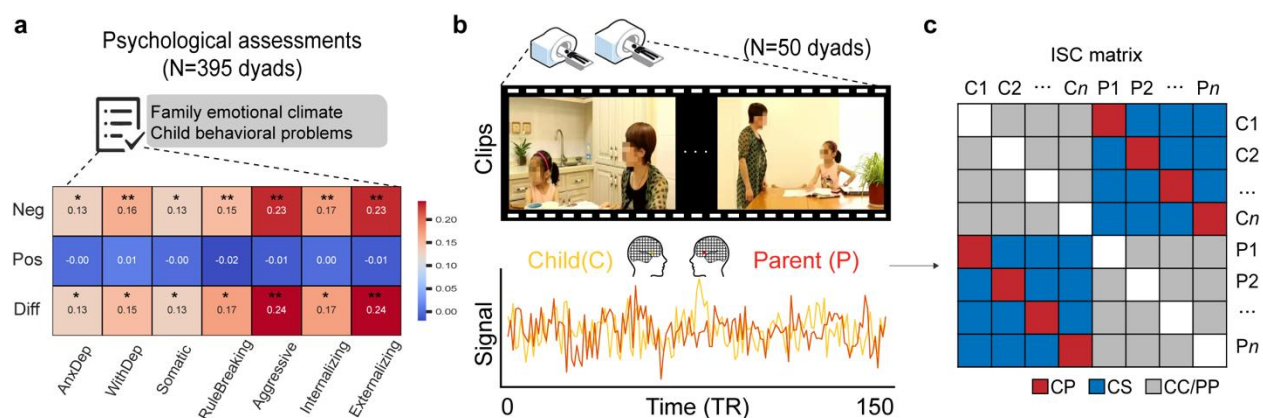 a
Psychological assessments
(N=395 dyads)
Family emotional climate
Child behavioral problems
Neg
* ** * ** ** ** **
0.13 0.16 0.13 0.15 0.23 0.17 0.23
Pos
-0.00 0.01 -0.00 -0.02 -0.01 0.00 -0.01
Diff
* * * * ** * **
0.13 0.15 0.13 0.17 0.24 0.17 0.24
0.20
0.15
0.10
0.05
0.00
AnxDep
WithDep
Somatic
RuleBreaking
Aggressive
Internalizing
Externalizing
b
(N=50 dyads)
Clips
...
Child(C)
Parent (P)
Signal
0 Time (TR) 150
c
ISC matrix
C1 C2 ... Cn P1 P2 ... Pn
C1
C2
...
Cn
P1
P2
...
Pn
CP CS CC/PP